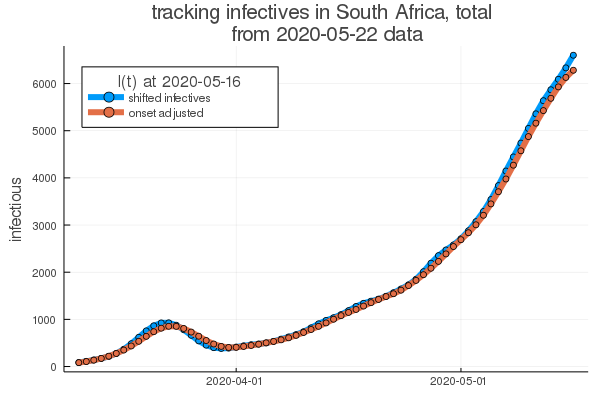 tracking infectives in South Africa, total
from 2020-05-22 data
I(t) at 2020-05-16
shifted infectives
onset adjusted
infectious
6000
5000
4000
3000
2000
1000
0
2020-04-01
2020-05-01